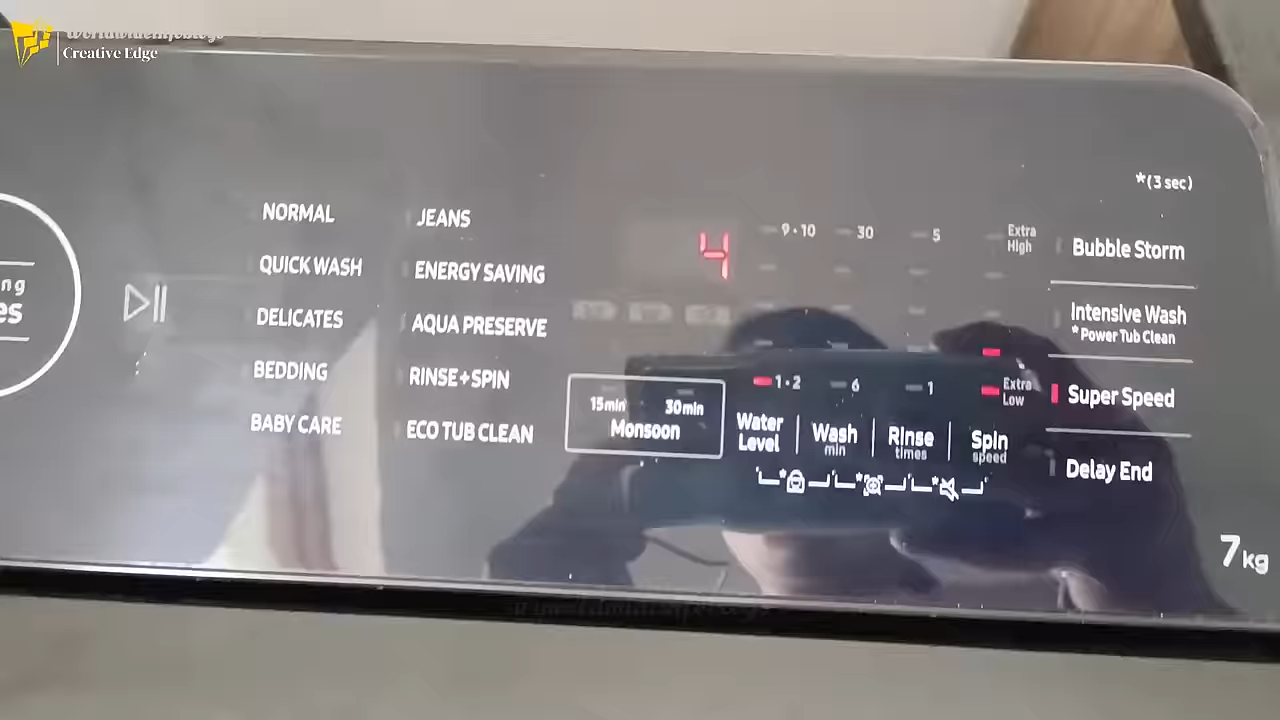 Creative Edge
*(3 sec)
ng
es
NORMAL
QUICK WASH
DELICATES
BEDDING
BABY CARE
JEANS
ENERGY SAVING
AQUA PRESERVE
RINSE+SPIN
ECO TUB CLEAN
4
15min 30min
Monsoon
9·10 30 5 Extra High
1·2 6 1 Extra Low
Water Level
Wash min
Rinse times
Spin speed
Bubble Storm
Intensive Wash
*Power Tub Clean
Super Speed
Delay End
7kg